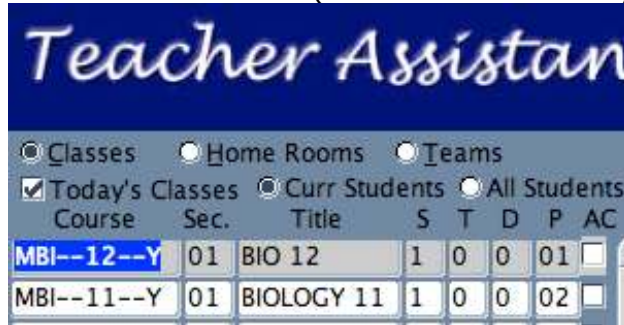 Teacher Assistan
Classes Home Rooms Teams
Today's Classes Curr Students All Students
Course Sec. Title S T D P AC
MBI--12--Y 01 BIO 12 1 0 0 01
MBI--11--Y 01 BIOLOGY 11 1 0 0 02